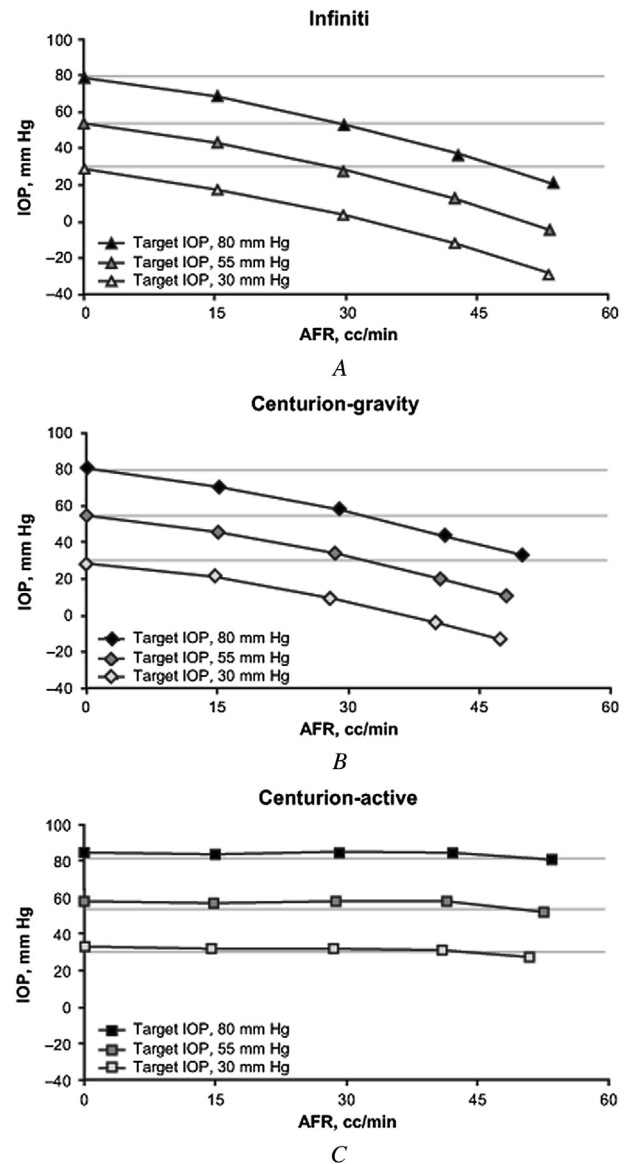 Infiniti
100
80
60
40
20
0
–20
–40
IOP, mm Hg
Target IOP, 80 mm Hg
Target IOP, 55 mm Hg
Target IOP, 30 mm Hg
0 15 30 45 60
AFR, cc/min
A
Centurion-gravity
100
80
60
40
20
0
–20
–40
IOP, mm Hg
Target IOP, 80 mm Hg
Target IOP, 55 mm Hg
Target IOP, 30 mm Hg
0 15 30 45 60
AFR, cc/min
B
Centurion-active
100
80
60
40
20
0
–20
–40
IOP, mm Hg
Target IOP, 80 mm Hg
Target IOP, 55 mm Hg
Target IOP, 30 mm Hg
0 15 30 45 60
AFR, cc/min
C